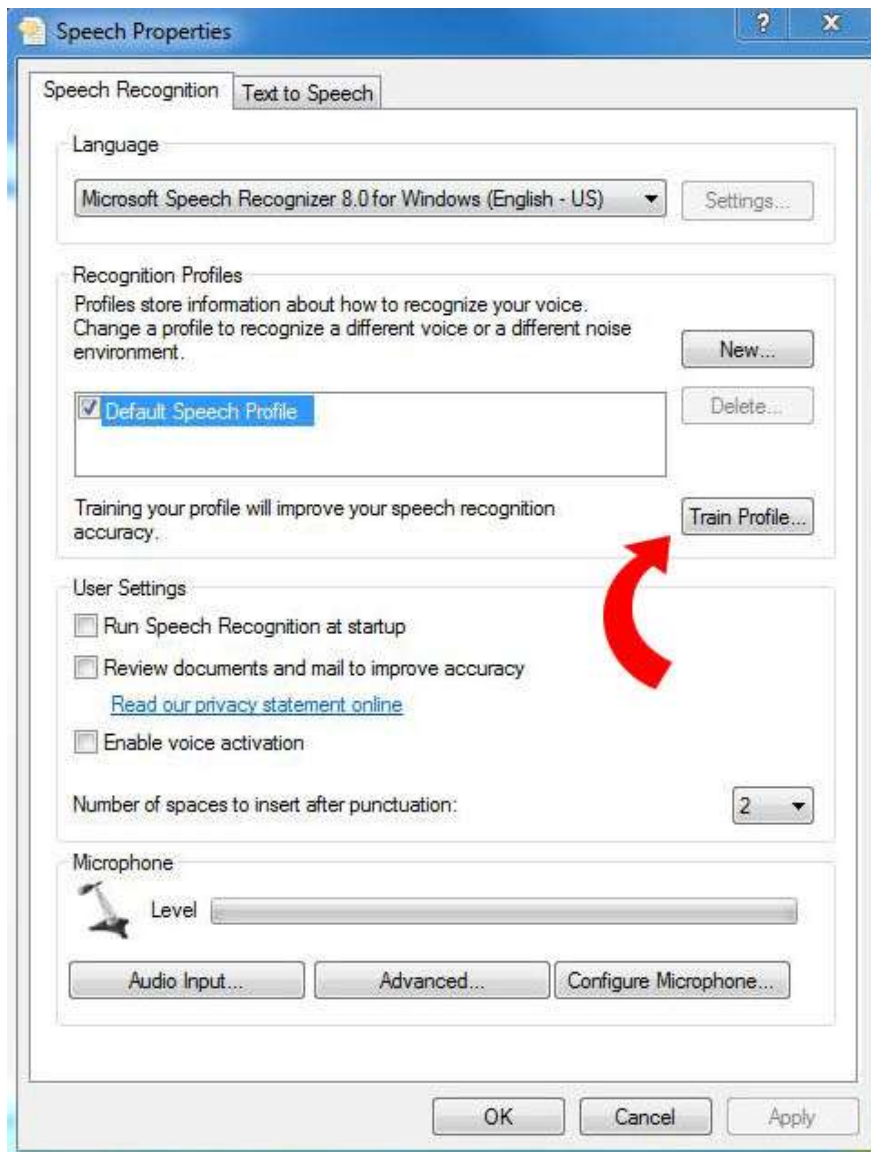 Speech Properties
?
X
Speech Recognition
Text to Speech
Language
Microsoft Speech Recognizer 8.0 for Windows (English - US)
Settings...
Recognition Profiles
Profiles store information about how to recognize your voice.
Change a profile to recognize a different voice or a different noise
environment.
New...
Default Speech Profile
Delete...
Training your profile will improve your speech recognition
accuracy.
Train Profile...
User Settings
Run Speech Recognition at startup
Review documents and mail to improve accuracy
Read our privacy statement online
Enable voice activation
Number of spaces to insert after punctuation:
2
Microphone
Level
Audio Input...
Advanced...
Configure Microphone...
OK
Cancel
Apply